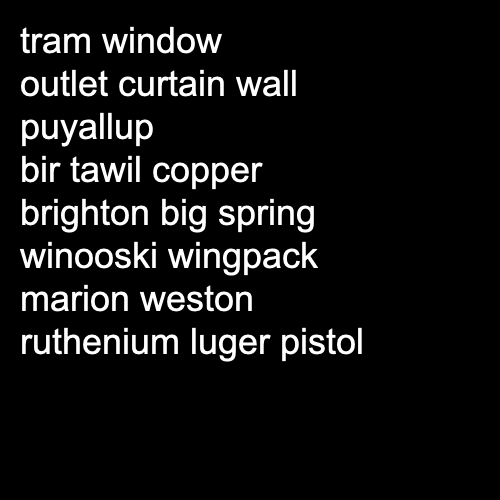 tram window
outlet curtain wall
puyallup
bir tawil copper
brighton big spring
winooski wingpack
marion weston
ruthenium luger pistol